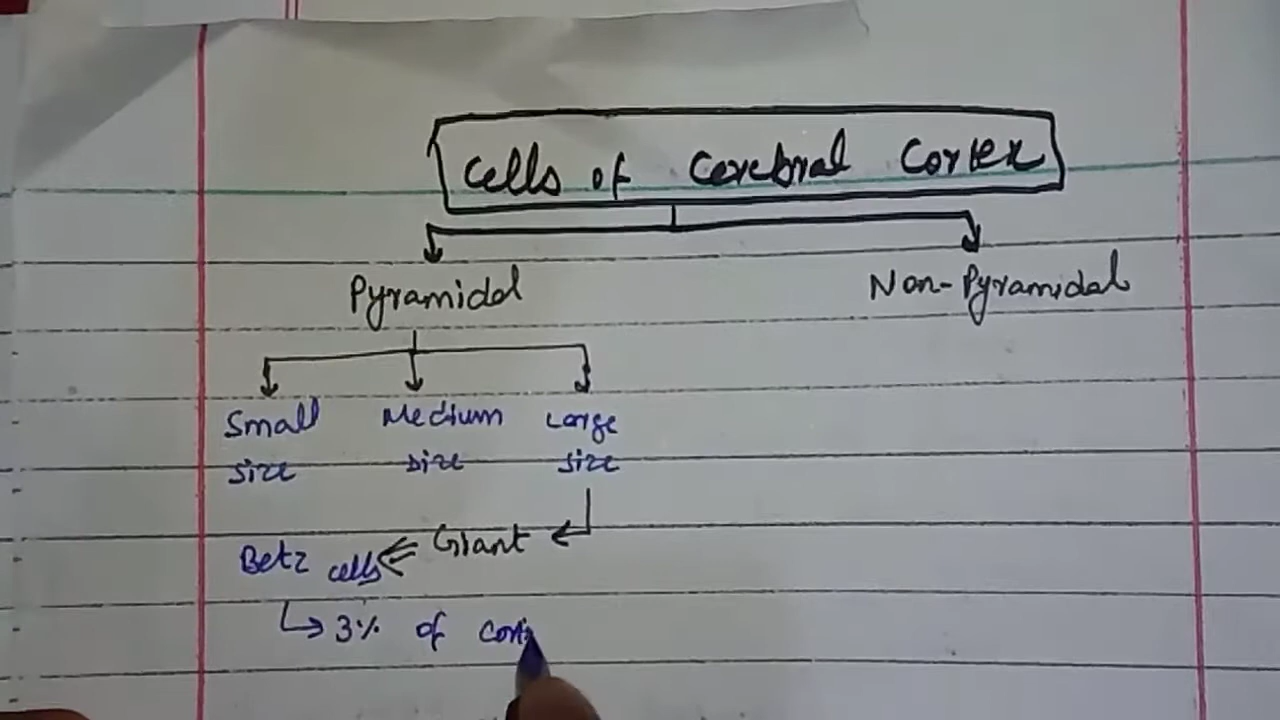 Cells of Cerebral Cortex
Pyramidal Non-Pyramidal
Small Medium Large
size size size
Giant
Betz cells
3% of